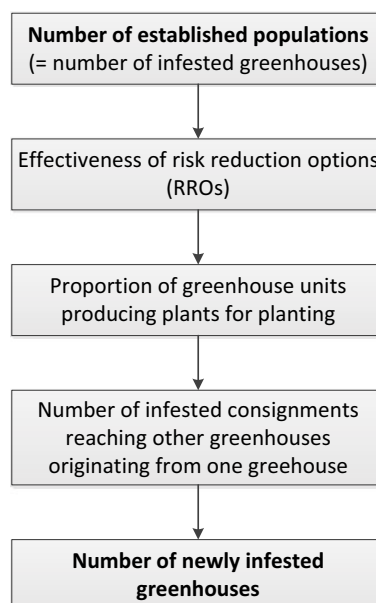 Number of established populations
(= number of infested greenhouses)
Effectiveness of risk reduction options
(RROs)
Proportion of greenhouse units
producing plants for planting
Number of infested consignments
reaching other greenhouses
originating from one greehouse
Number of newly infested
greenhouses